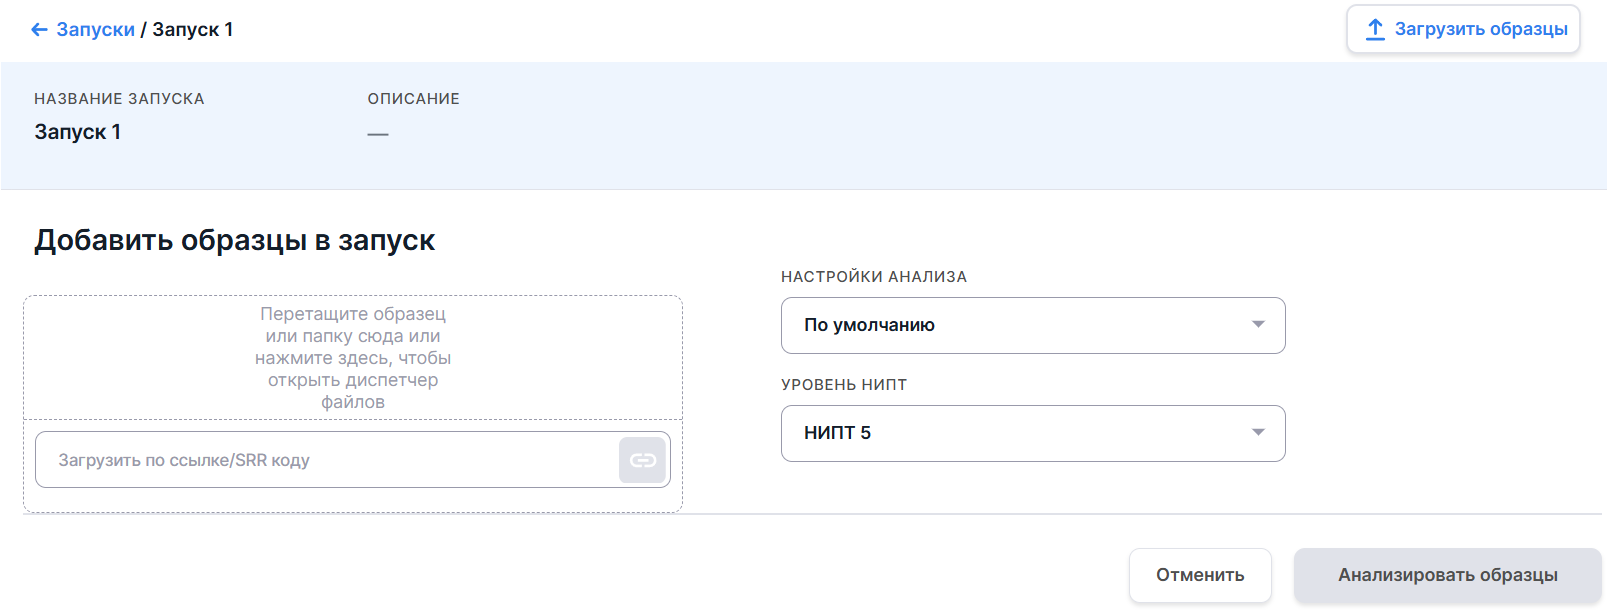 Запуски / Запуск 1
Загрузить образцы
НАЗВАНИЕ ЗАПУСКА
ОПИСАНИЕ
Запуск 1
—
Добавить образцы в запуск
НАСТРОЙКИ АНАЛИЗА
Перетащите образец
или папку сюда или
нажмите здесь, чтобы
открыть диспетчер
файлов
По умолчанию
УРОВЕНЬ НИПТ
НИПТ 5
Загрузить по ссылке/SRR коду
Отменить
Анализировать образцы